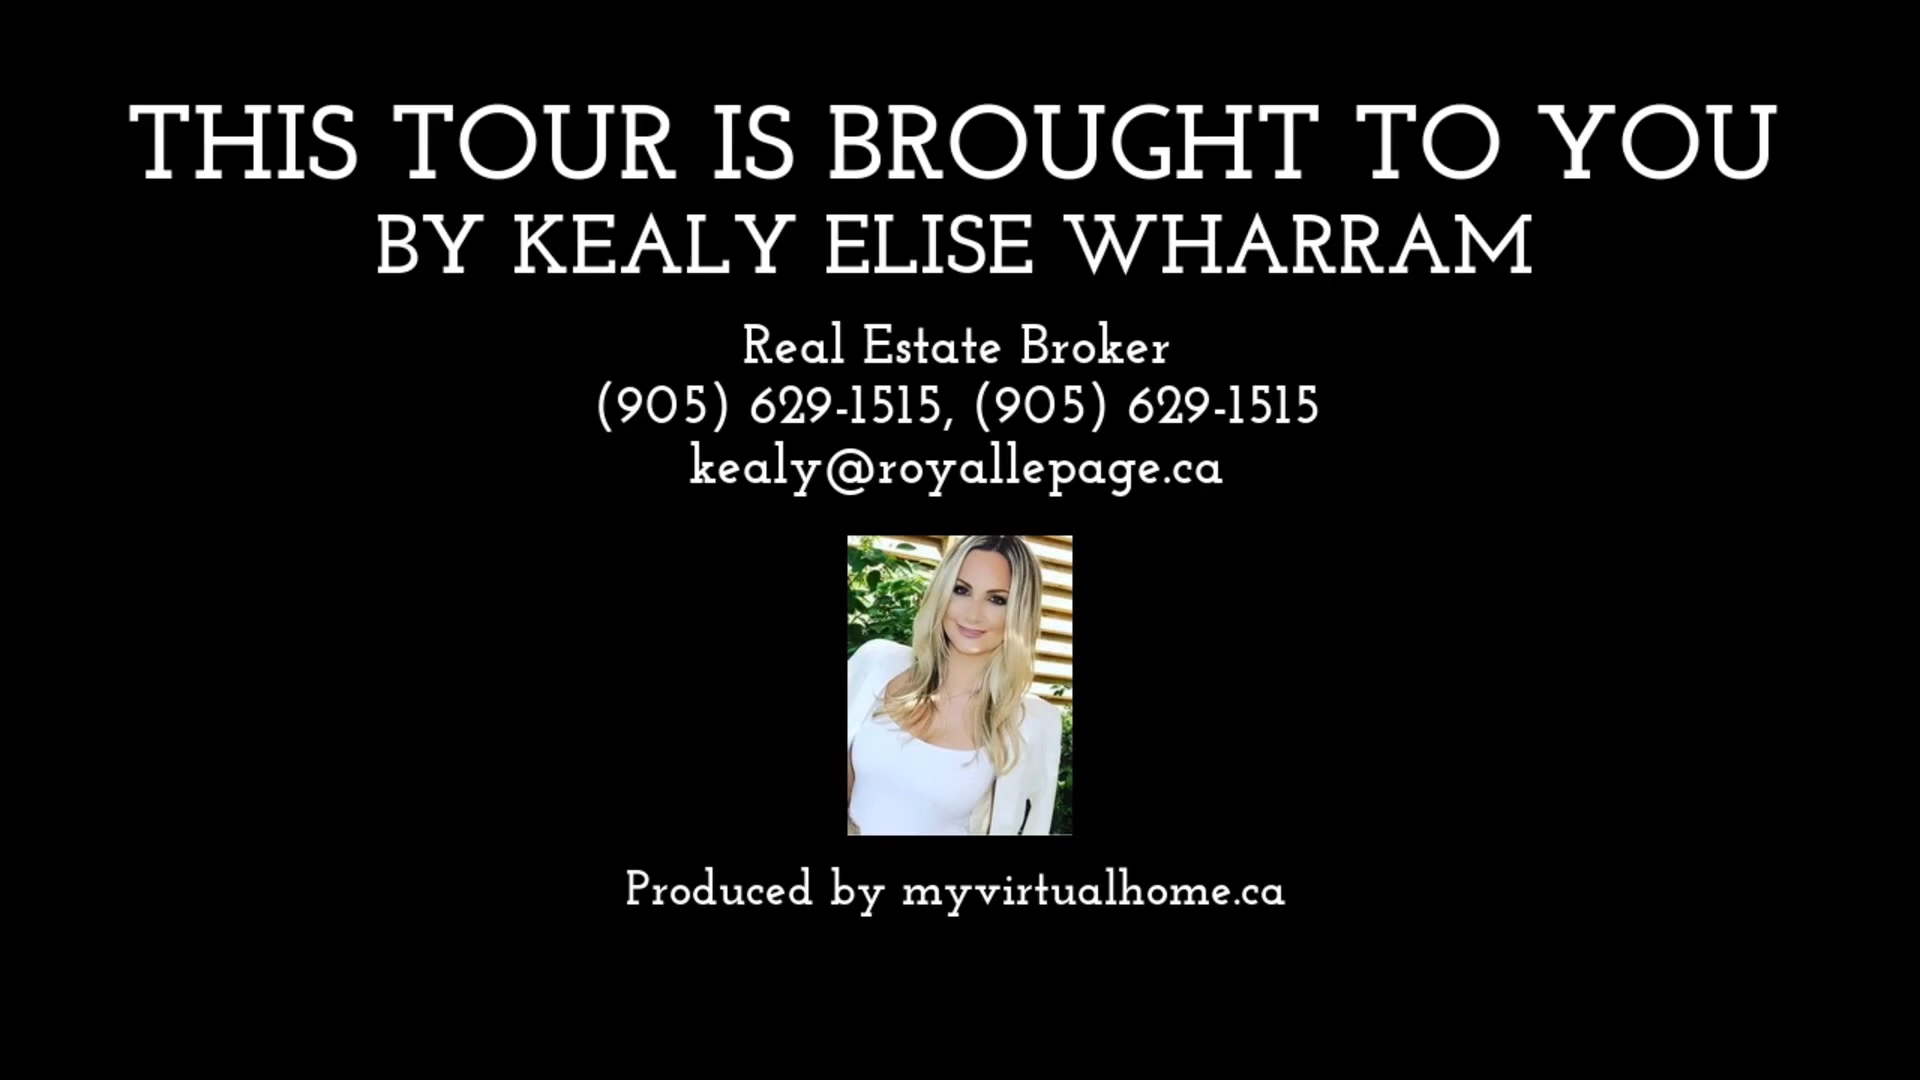 THIS TOUR IS BROUGHT TO YOU
BY KEALY ELISE WHARRAM
Real Estate Broker
(905) 629-1515, (905) 629-1515
kealy@royallepage.ca
Produced by myvirtualhome.ca